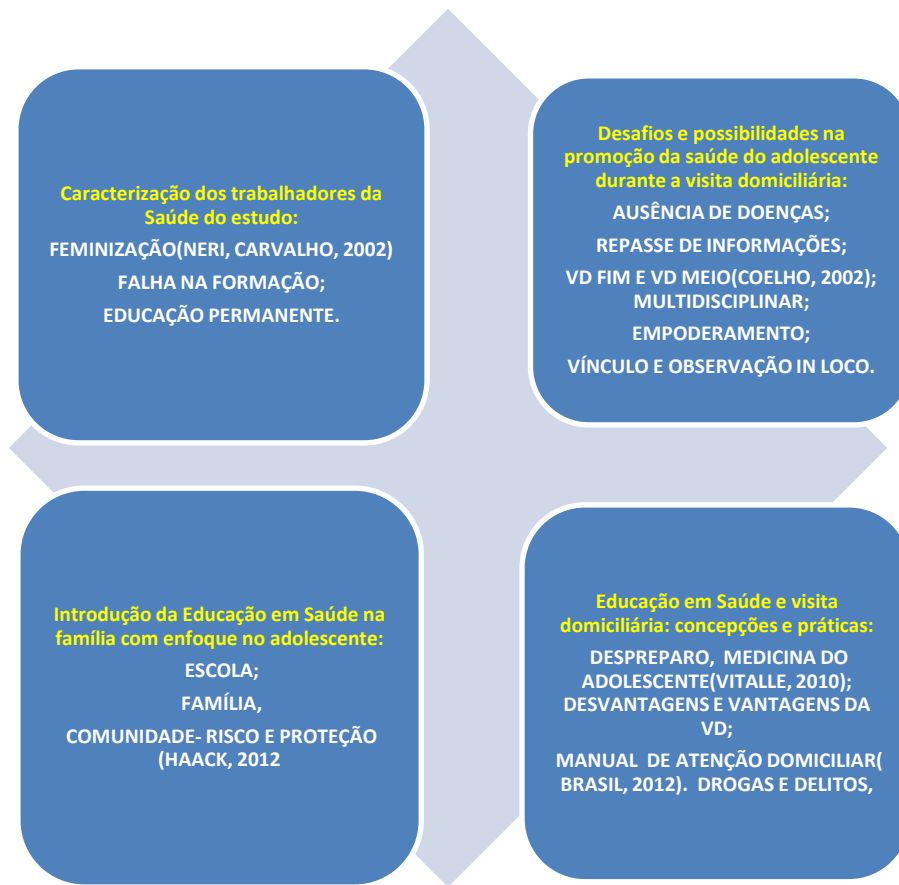 Caracterização dos trabalhadores da
Saúde do estudo:
FEMINIZAÇÃO(NERI, CARVALHO, 2002)
FALHA NA FORMAÇÃO;
EDUCAÇÃO PERMANENTE.
Desafios e possibilidades na
promoção da saúde do adolescente
durante a visita domiciliária:
AUSÊNCIA DE DOENÇAS;
REPASSE DE INFORMAÇÕES;
VD FIM E VD MEIO(COELHO, 2002);
MULTIDISCIPLINAR;
EMPODERAMENTO;
VÍNCULO E OBSERVAÇÃO IN LOCO.
Introdução da Educação em Saúde na
família com enfoque no adolescente:
ESCOLA;
FAMÍLIA,
COMUNIDADE- RISCO E PROTEÇÃO
(HAACK, 2012
Educação em Saúde e visita
domiciliária: concepções e práticas:
DESPREPARO, MEDICINA DO
ADOLESCENTE(VITALLE, 2010);
DESVANTAGENS E VANTAGENS DA
VD;
MANUAL DE ATENÇÃO DOMICILIAR(
BRASIL, 2012). DROGAS E DELITOS,